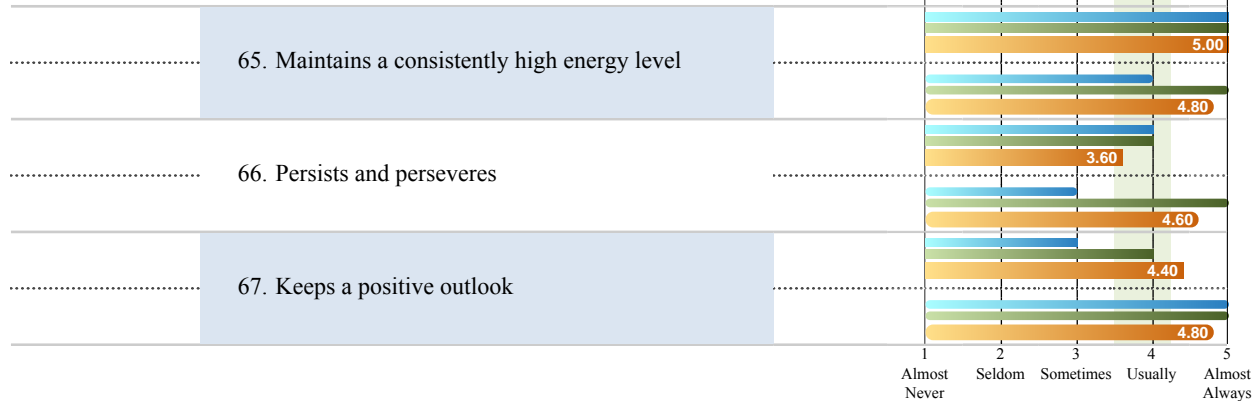 65. Maintains a consistently high energy level
5.00
4.80
66. Persists and perseveres
3.60
4.60
67. Keeps a positive outlook
4.40
4.80
1 2 3 4 5
Almost Seldom Sometimes Usually Almost
Never Always